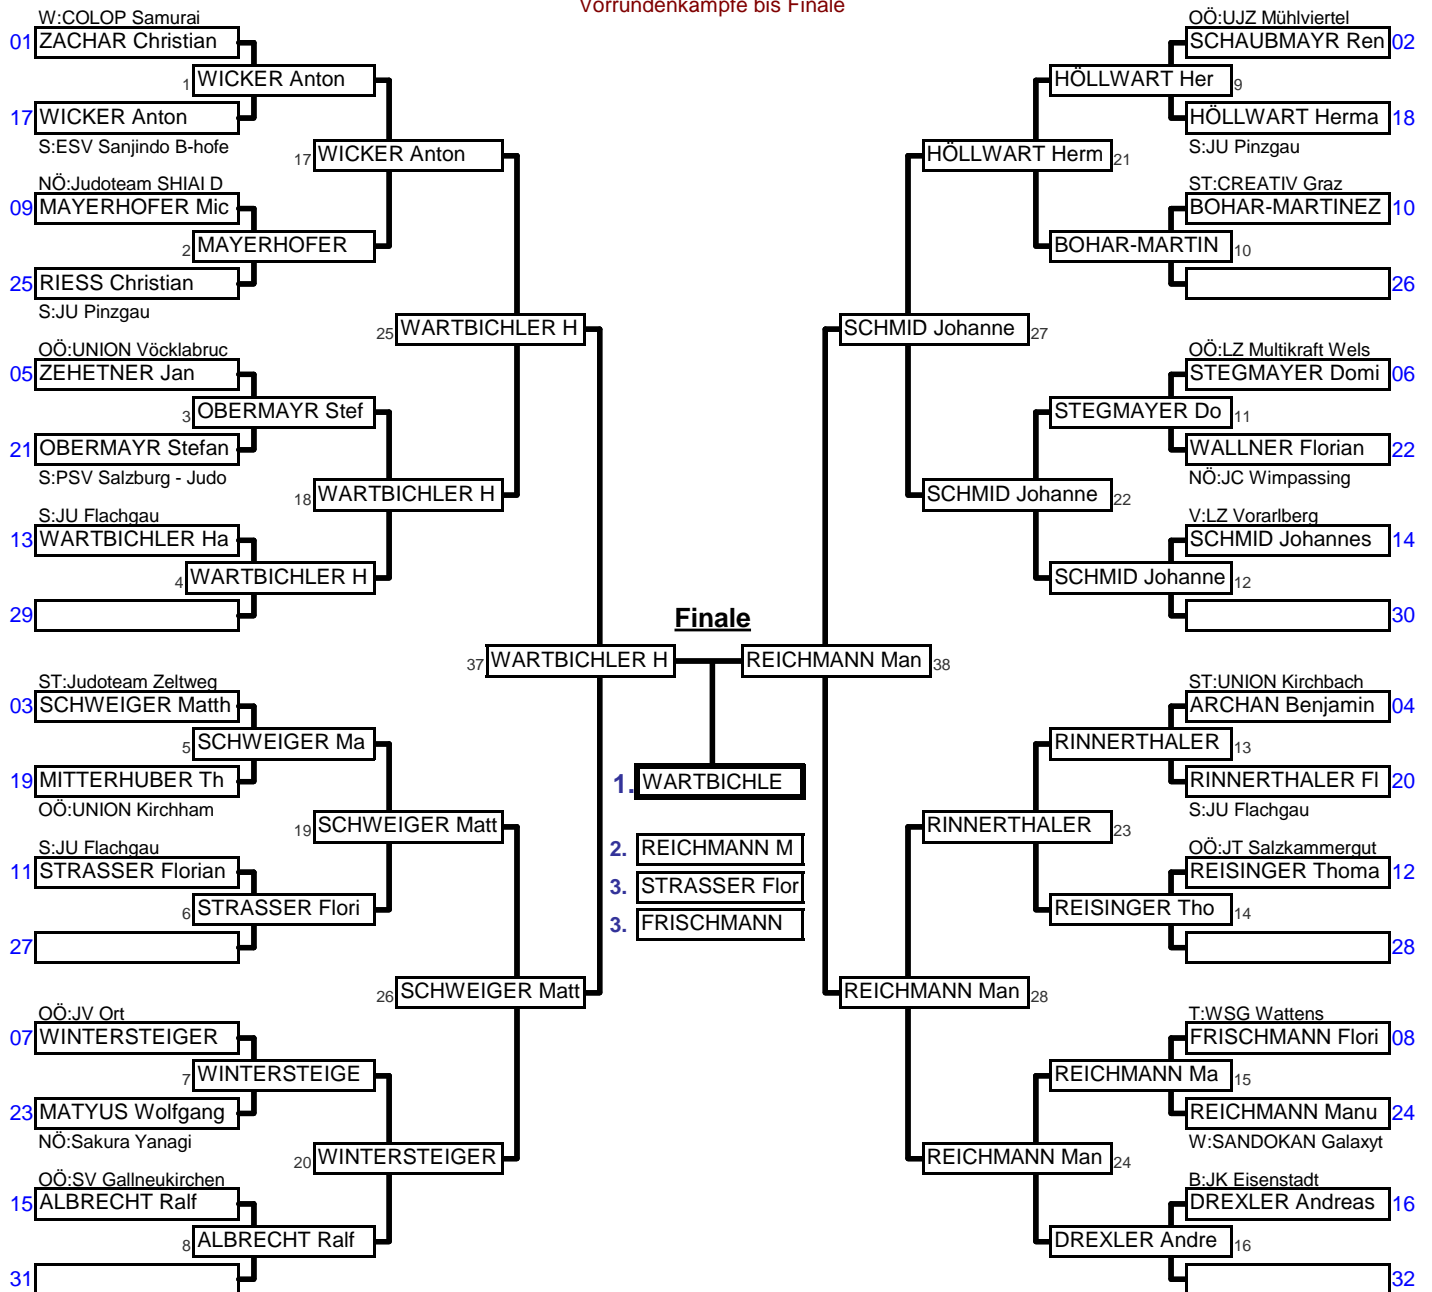 Vorrundenkämpfe bis Finale
W:COLOP Samurai
01 ZACHAR Christian
1 WICKER Anton
17 WICKER Anton
S:ESV Sanjindo B-hofe
17 WICKER Anton
NÖ:Judoteam SHIAI D
09 MAYERHOFER Mic
2 MAYERHOFER
25 RIESS Christian
S:JU Pinzgau
25 WARTBICHLER H
OÖ:UNION Vöcklabruc
05 ZEHETNER Jan
3 OBERMAYR Stef
21 OBERMAYR Stefan
S:PSV Salzburg - Judo
18 WARTBICHLER H
S:JU Flachgau
13 WARTBICHLER Ha
4 WARTBICHLER H
29
37 WARTBICHLER H
ST:Judoteam Zeltweg
03 SCHWEIGER Matth
5 SCHWEIGER Ma
19 MITTERHUBER Th
OÖ:UNION Kirchham
19 SCHWEIGER Matt
S:JU Flachgau
11 STRASSER Florian
6 STRASSER Flori
27
26 SCHWEIGER Matt
OÖ:JV Ort
07 WINTERSTEIGER
7 WINTERSTEIGE
23 MATYUS Wolfgang
NÖ:Sakura Yanagi
20 WINTERSTEIGER
OÖ:SV Gallneukirchen
15 ALBRECHT Ralf
8 ALBRECHT Ralf
31
Finale
1. WARTBICHLE
2. REICHMANN M
3. STRASSER Flor
3. FRISCHMANN
OÖ:UJZ Mühlviertel
SCHAUBMAYR Ren 02
HÖLLWART Her 9
HÖLLWART Herma 18
S:JU Pinzgau
HÖLLWART Herm 21
ST:CREATIV Graz
BOHAR-MARTINEZ 10
BOHAR-MARTIN 10
26
SCHMID Johanne 27
OÖ:LZ Multikraft Wels
STEGMAYER Domi 06
STEGMAYER Do 11
WALLNER Florian 22
NÖ:JC Wimpassing
SCHMID Johanne 22
V:LZ Vorarlberg
SCHMID Johannes 14
SCHMID Johanne 12
30
REICHMANN Man 38
ST:UNION Kirchbach
ARCHAN Benjamin 04
RINNERTHALER 13
RINNERTHALER Fl 20
S:JU Flachgau
RINNERTHALER 23
OÖ:JT Salzkammergut
REISINGER Thoma 12
REISINGER Tho 14
28
REICHMANN Man 28
T:WSG Wattens
FRISCHMANN Flori 08
REICHMANN Ma 15
REICHMANN Manu 24
W:SANDOKAN Galaxyt
REICHMANN Man 24
B:JK Eisenstadt
DREXLER Andreas 16
DREXLER Andre 16
32